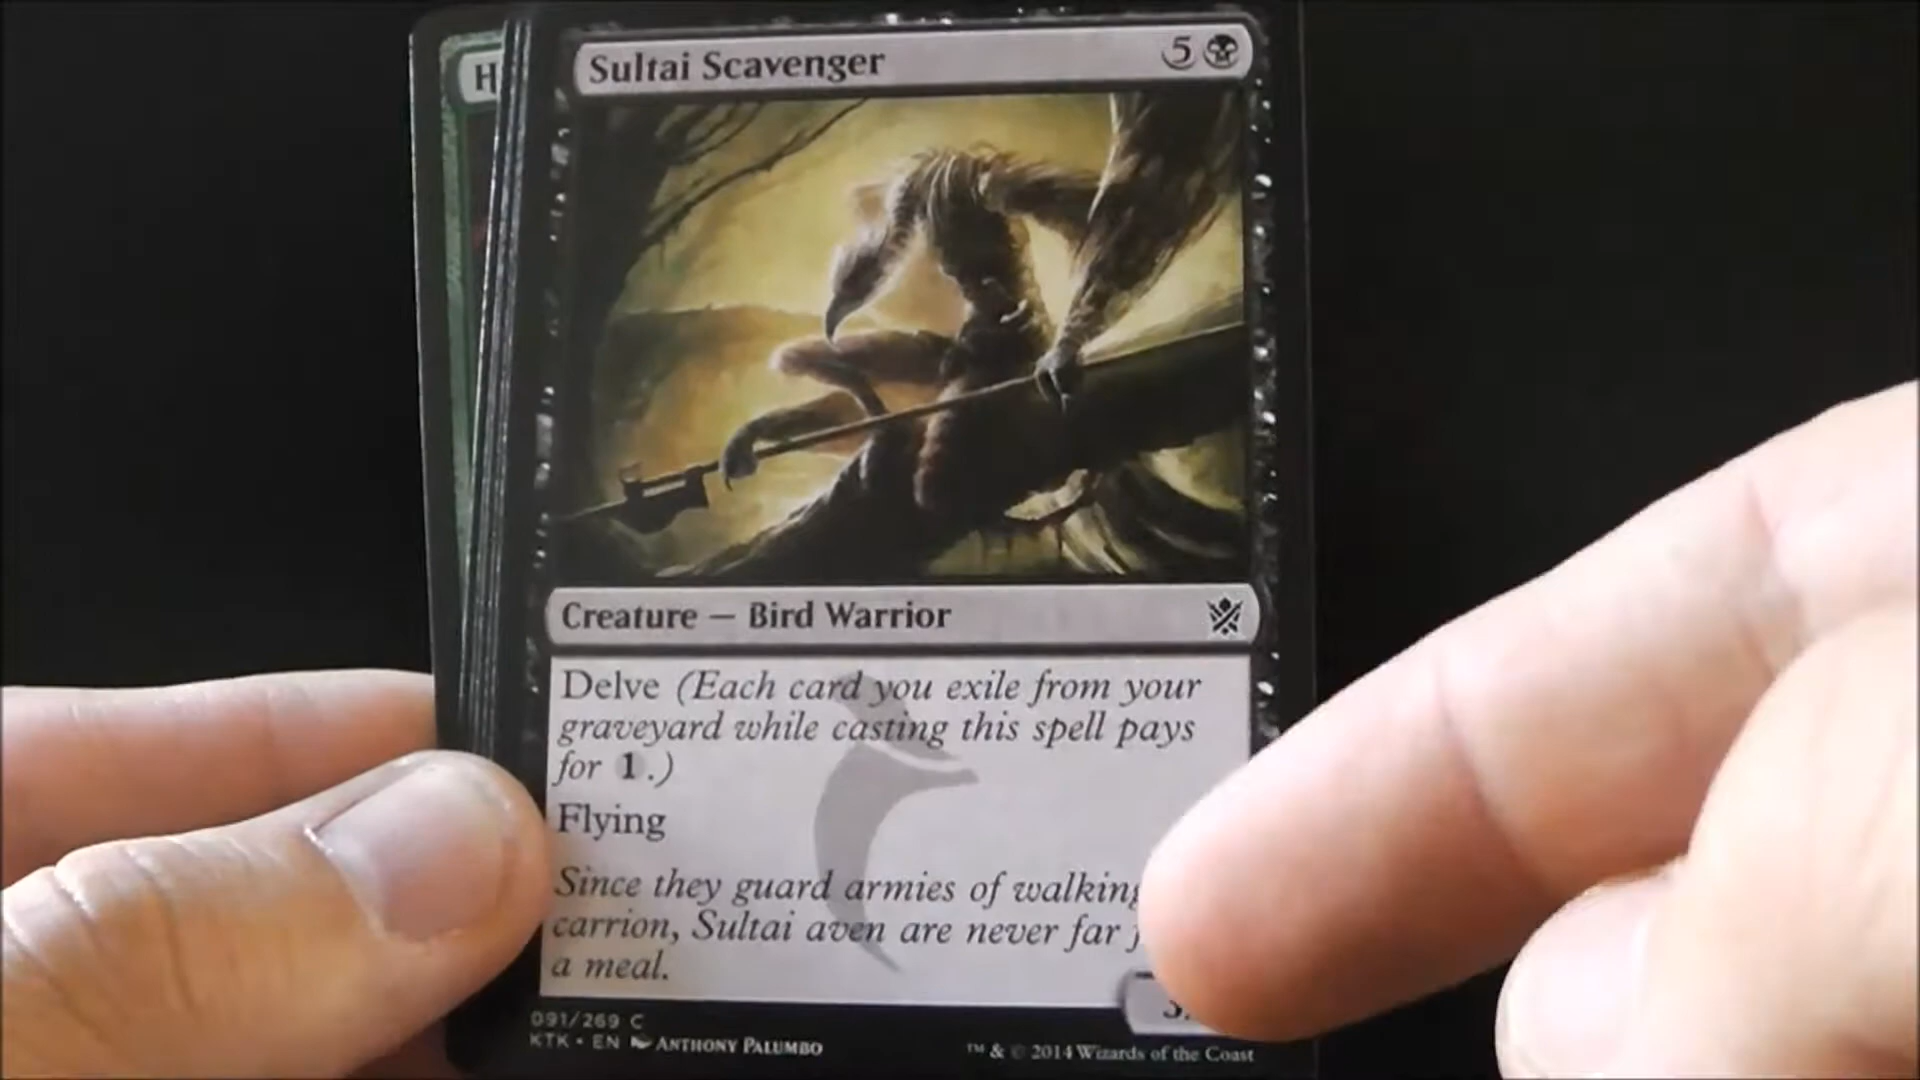 H
Sultai Scavenger 5
Creature — Bird Warrior
Delve (Each card you exile from your
graveyard while casting this spell pays
for 1.)
Flying
Since they guard armies of walking
carrion, Sultai aven are never far
a meal.
091/269 C
KTK • EN ANTHONY PALUMBO
™ & © 2014 Wizards of the Coast